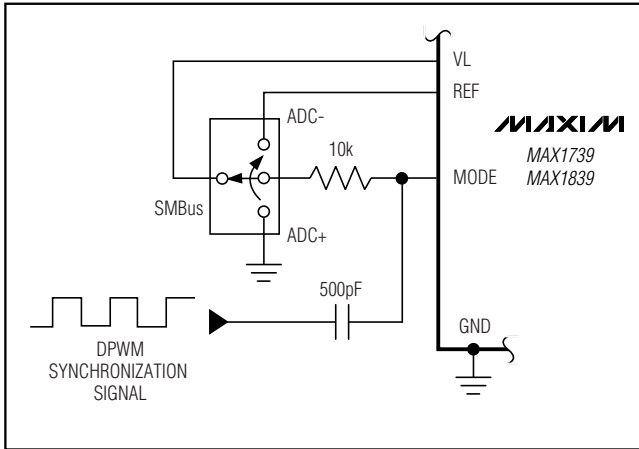 VL
REF
ADC-
MAXIM
10k
MAX1739
MAX1839
MODE
SMBus
ADC+
500pF
GND
DPWM
SYNCHRONIZATION
SIGNAL